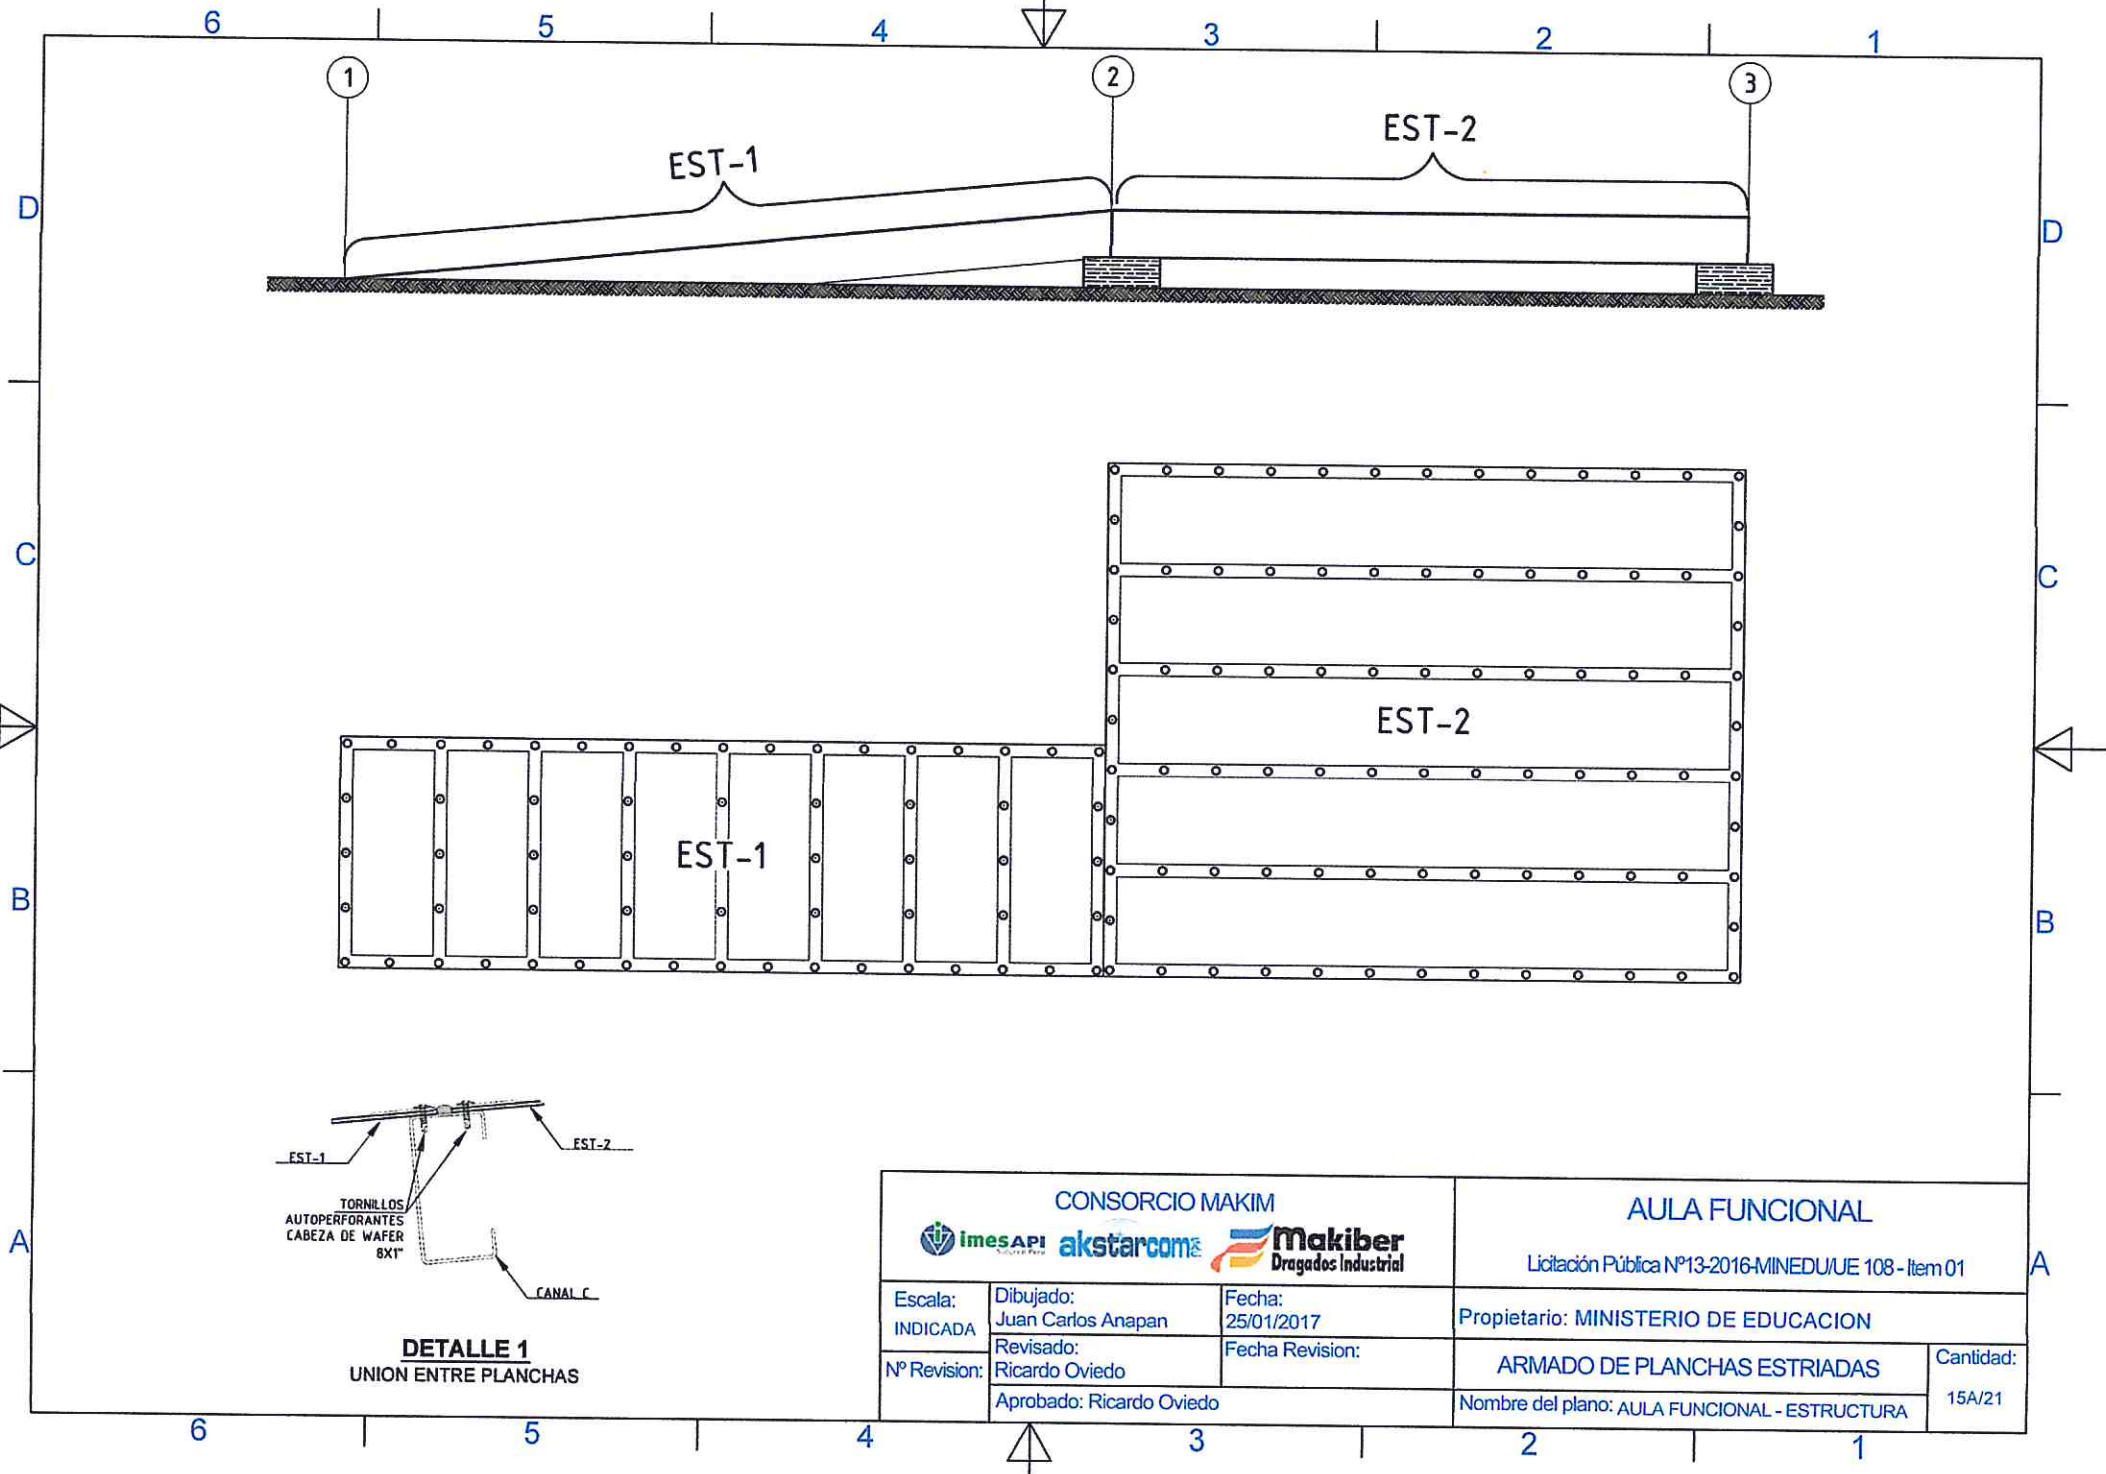 6 5 4 3 2 1
1 2 3
EST-1
EST-2
D D
C C
EST-2
EST-1
B B
EST-1
EST-2
TORNILLOS
AUTOPERFORANTES
CABEZA DE WAFER
8X1"
CANAL C
DETALLE 1
UNION ENTRE PLANCHAS
A A
CONSORCIO MAKIM
imesAPI
akstarcom
Makiber
Dragados Industrial
AULA FUNCIONAL
Licitación Pública Nº13-2016-MINEDU/UE 108 - Item 01
Escala:
INDICADA
Dibujado:
Juan Carlos Anapan
Fecha:
25/01/2017
Propietario: MINISTERIO DE EDUCACION
Nº Revision:
Revisado:
Ricardo Oviedo
Fecha Revision:
ARMADO DE PLANCHAS ESTRIADAS
Cantidad:
15A/21
Aprobado: Ricardo Oviedo
Nombre del plano: AULA FUNCIONAL - ESTRUCTURA
6 5 4 3 2 1